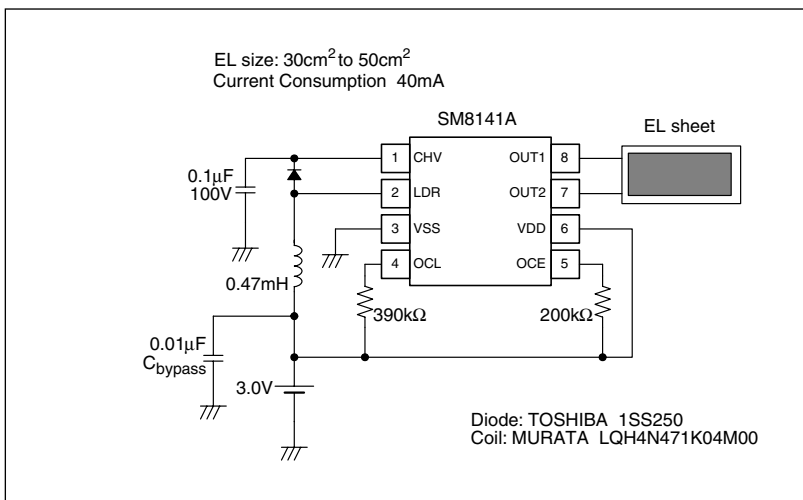 EL size: 30cm² to 50cm²
Current Consumption 40mA
SM8141A
EL sheet
1 CHV OUT1 8
0.1µF
100V
2 LDR OUT2 7
3 VSS VDD 6
4 OCL OCE 5
0.47mH
390kΩ
200kΩ
0.01µF
Cbypass
3.0V
Diode: TOSHIBA 1SS250
Coil: MURATA LQH4N471K04M00